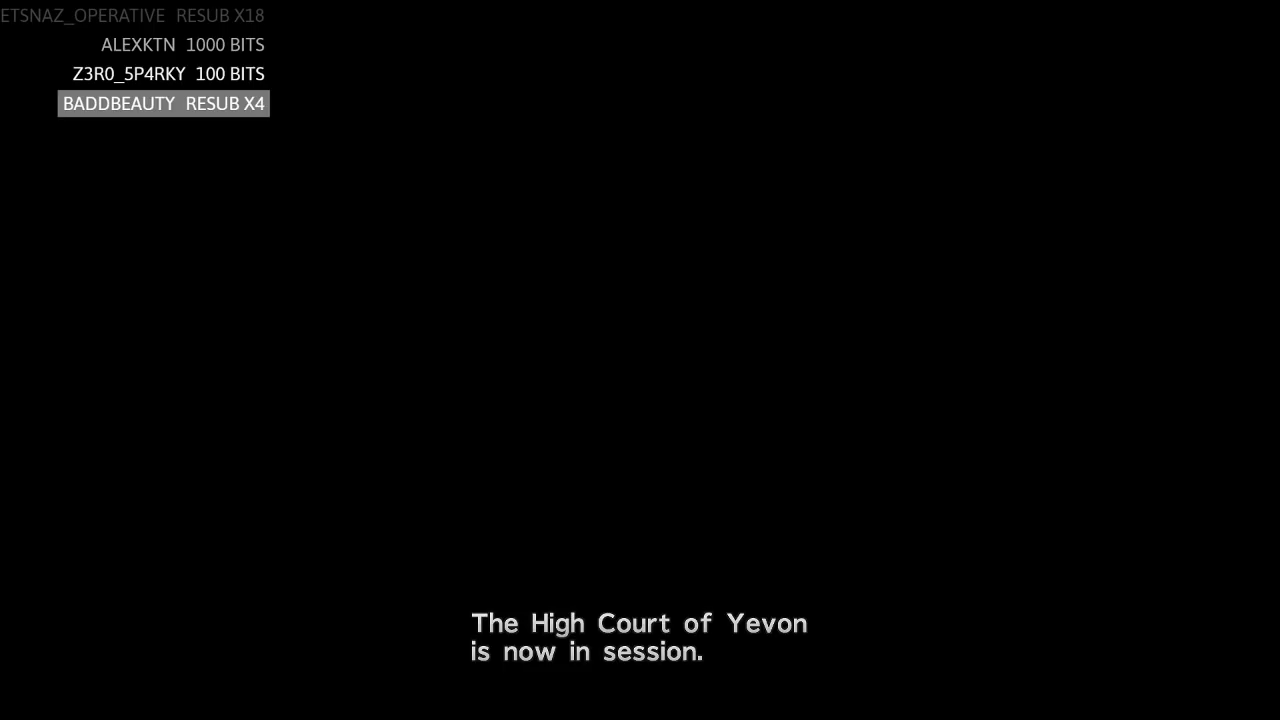 ETSNAZ_OPERATIVE RESUB X18
ALEXKTN 1000 BITS
Z3R0_5P4RKY 100 BITS
BADDBEAUTY RESUB X4
The High Court of Yevon
is now in session.